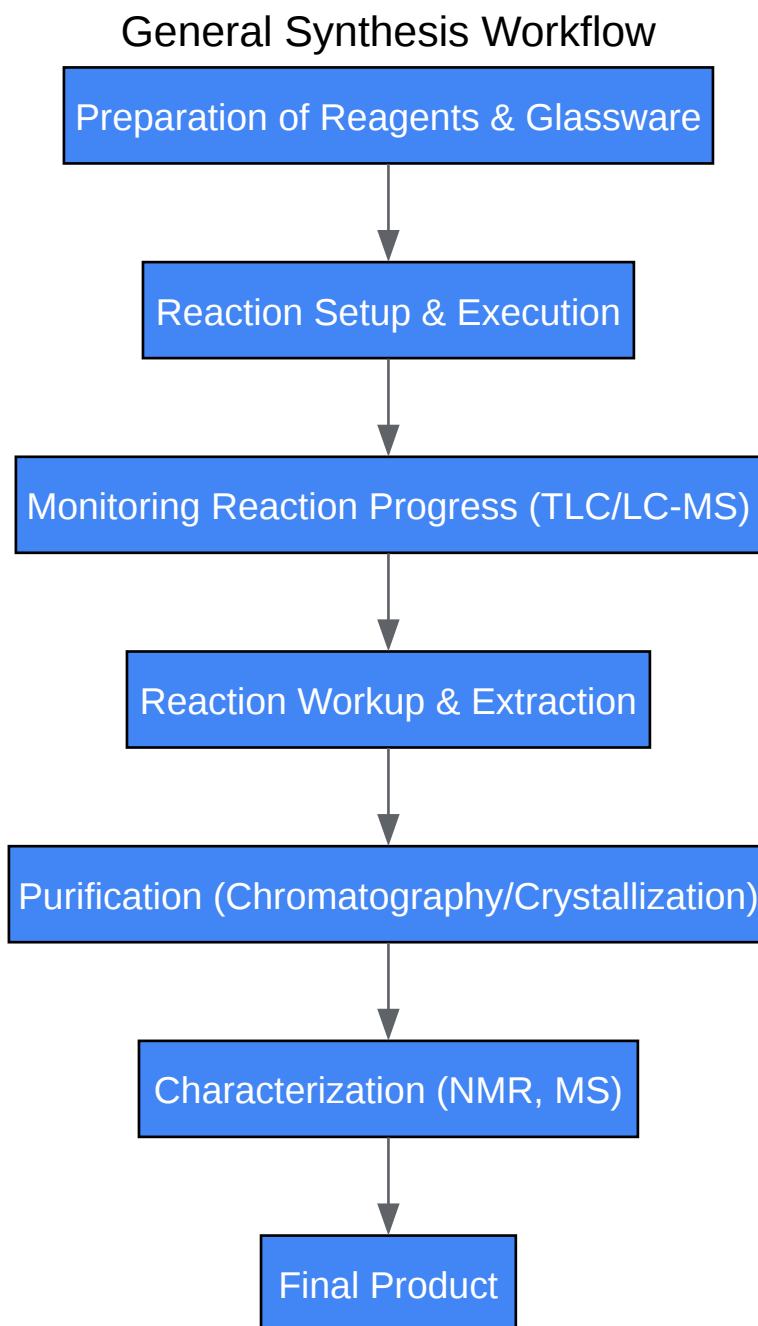 General Synthesis Workflow
Preparation of Reagents & Glassware
Reaction Setup & Execution
Monitoring Reaction Progress (TLC/LC-MS)
Reaction Workup & Extraction
Purification (Chromatography/Crystallization)
Characterization (NMR, MS)
Final Product